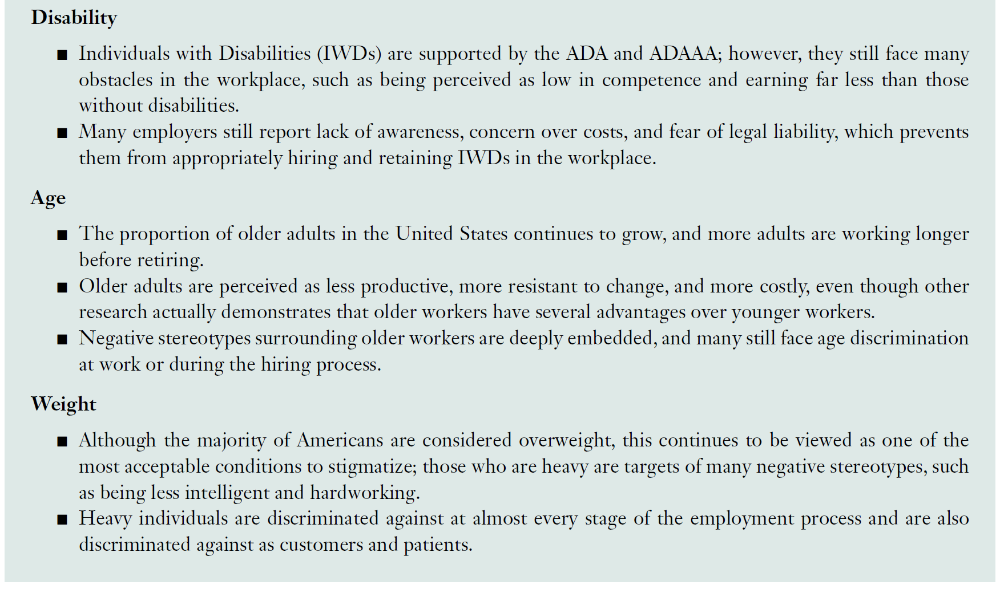 Disability
■ Individuals with Disabilities (IWDs) are supported by the ADA and ADAAA; however, they still face many
obstacles in the workplace, such as being perceived as low in competence and earning far less than those
without disabilities.
■ Many employers still report lack of awareness, concern over costs, and fear of legal liability, which prevents
them from appropriately hiring and retaining IWDs in the workplace.
Age
■ The proportion of older adults in the United States continues to grow, and more adults are working longer
before retiring.
■ Older adults are perceived as less productive, more resistant to change, and more costly, even though other
research actually demonstrates that older workers have several advantages over younger workers.
■ Negative stereotypes surrounding older workers are deeply embedded, and many still face age discrimination
at work or during the hiring process.
Weight
■ Although the majority of Americans are considered overweight, this continues to be viewed as one of the
most acceptable conditions to stigmatize; those who are heavy are targets of many negative stereotypes, such
as being less intelligent and hardworking.
■ Heavy individuals are discriminated against at almost every stage of the employment process and are also
discriminated against as customers and patients.